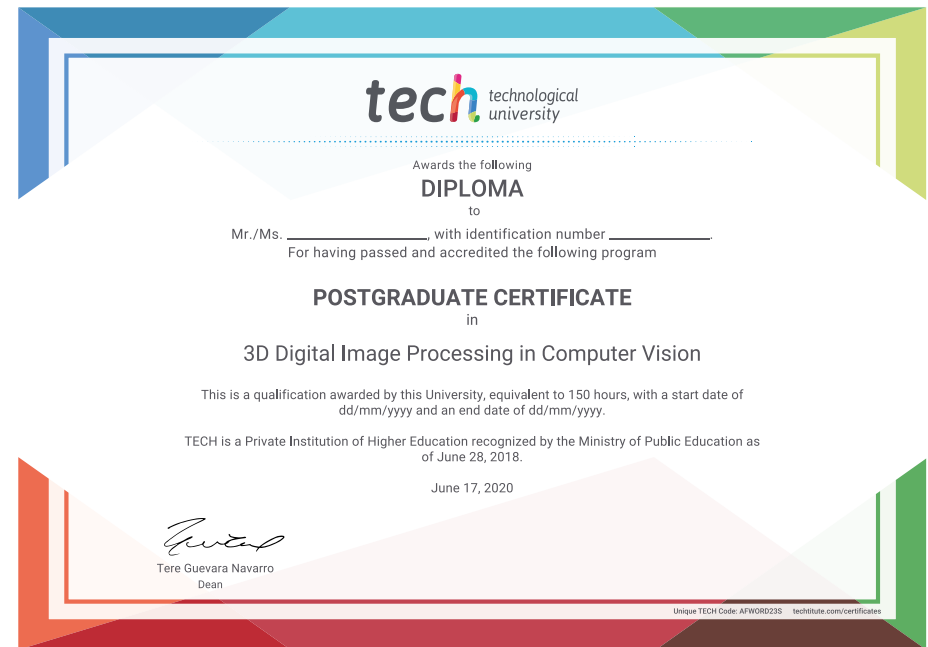 tech technological
university
Awards the following
DIPLOMA
to
Mr./Ms. ____________________, with identification number ______________.
For having passed and accredited the following program
POSTGRADUATE CERTIFICATE
in
3D Digital Image Processing in Computer Vision
This is a qualification awarded by this University, equivalent to 150 hours, with a start date of
dd/mm/yyyy and an end date of dd/mm/yyyy.
TECH is a Private Institution of Higher Education recognized by the Ministry of Public Education as
of June 28, 2018.
June 17, 2020
Tere Guevara Navarro
Dean
Unique TECH Code: AFWORD23S techtitute.com/certificates